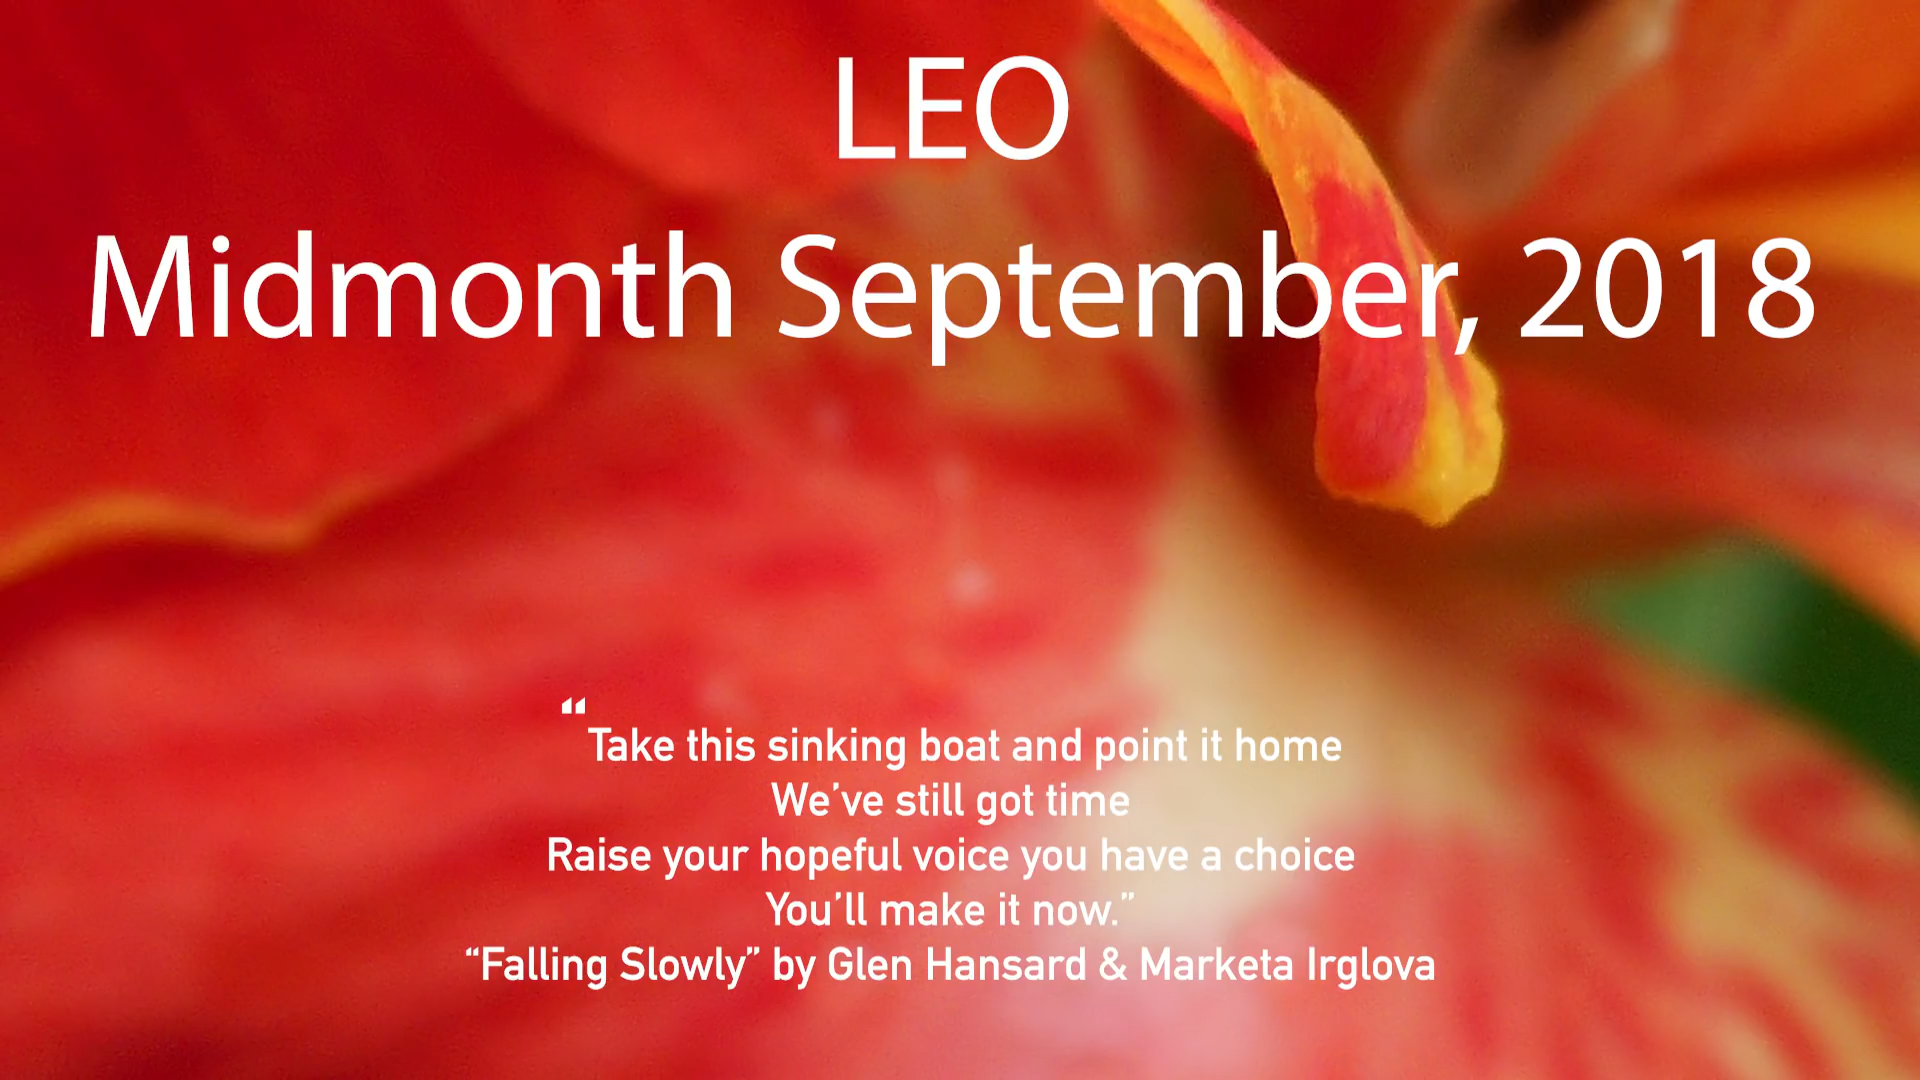 LEO
Midmonth September, 2018
“Take this sinking boat and point it home
We’ve still got time
Raise your hopeful voice you have a choice
You’ll make it now.”
“Falling Slowly” by Glen Hansard & Marketa Irglova